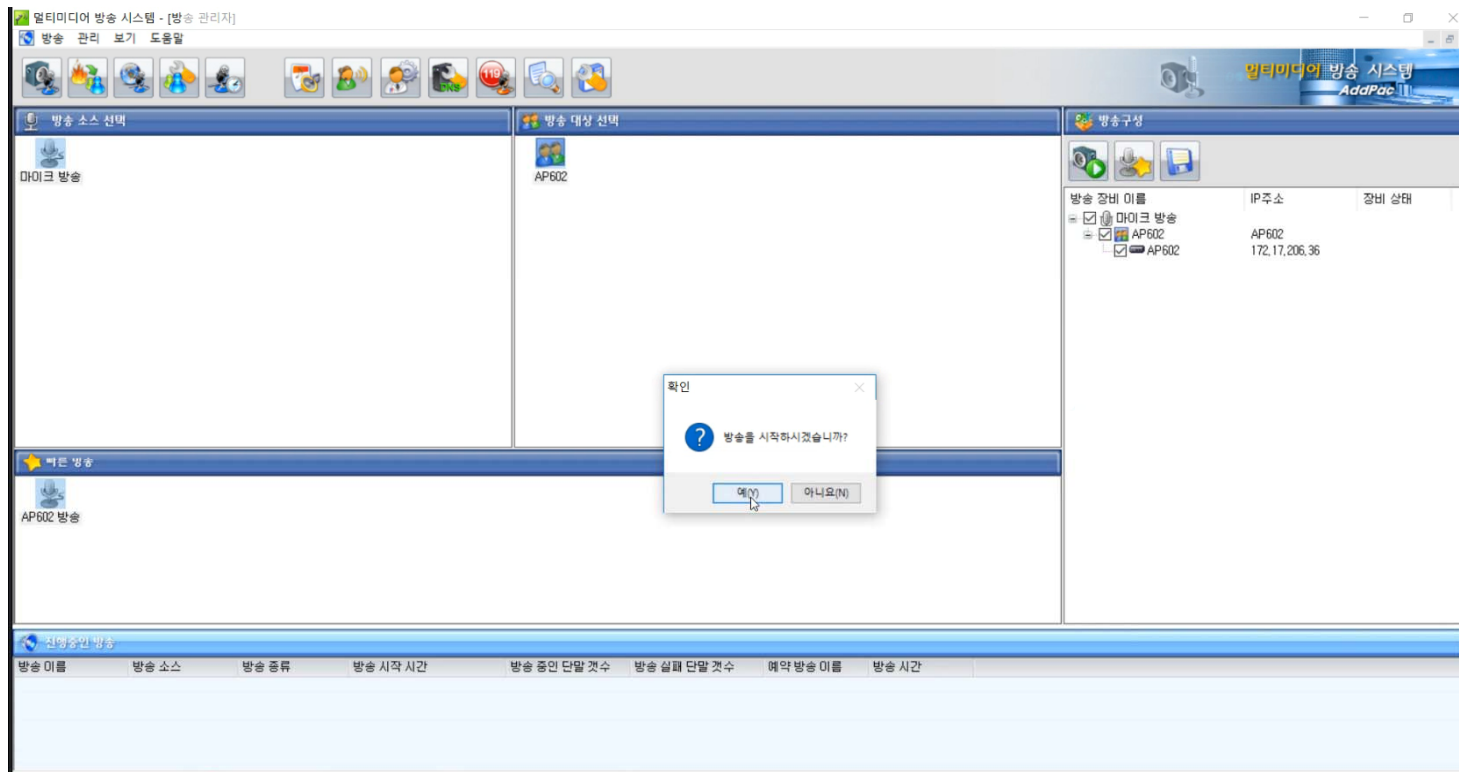 멀티미디어 방송 시스템 - [방송 관리자]
방송 관리 보기 도움말
119
멀티미디어 방송 시스템
AddPac
방송 소스 선택
마이크 방송
방송 대상 선택
AP602
방송구성
방송 장비 이름 IP주소 장비 상태
마이크 방송
AP602 AP602
AP602 172,17,206,36
확인
방송을 시작하시겠습니까?
예(Y) 아니요(N)
빠른 방송
AP602 방송
진행중인 방송
방송 이름 방송 소스 방송 종류 방송 시작 시간 방송 중인 단말 갯수 방송 실패 단말 갯수 예약 방송 이름 방송 시간